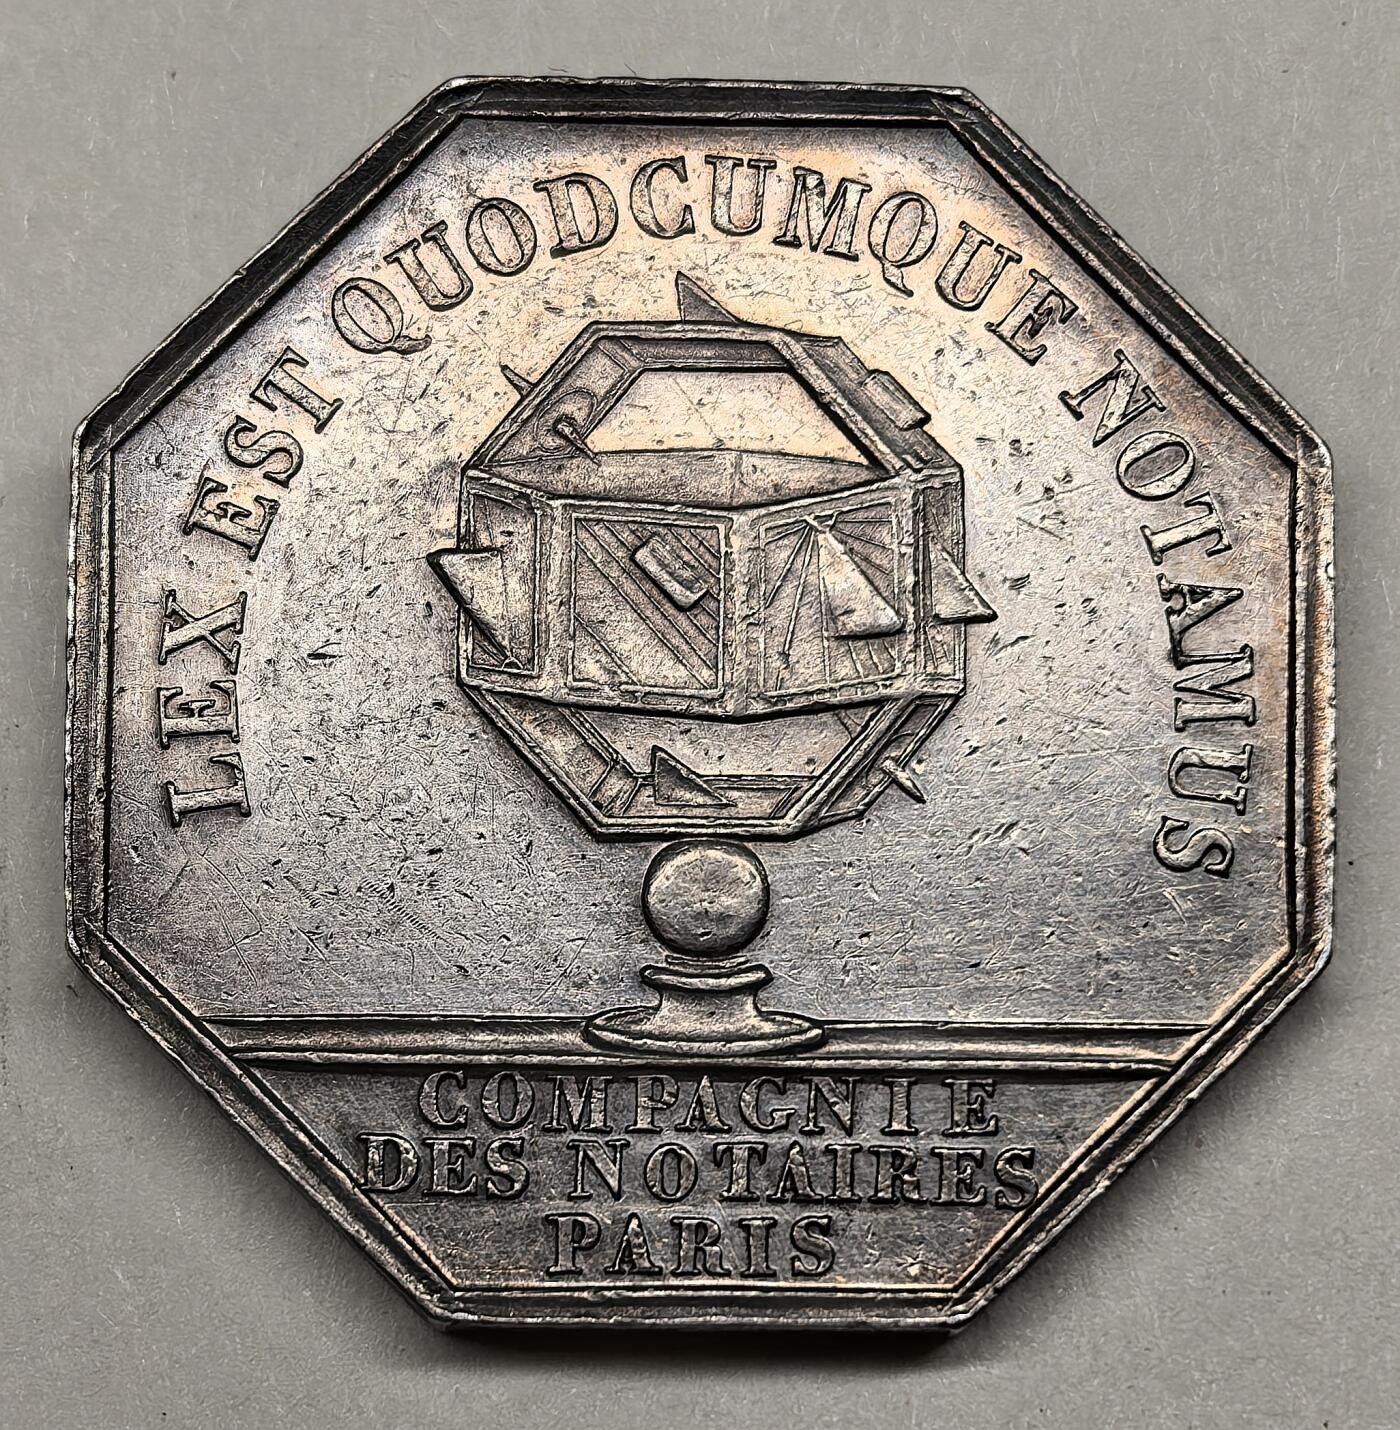 LEX EST QUODCUMQUE NOTAMUS
COMPAGNIE
DES NOTAIRES
PARIS